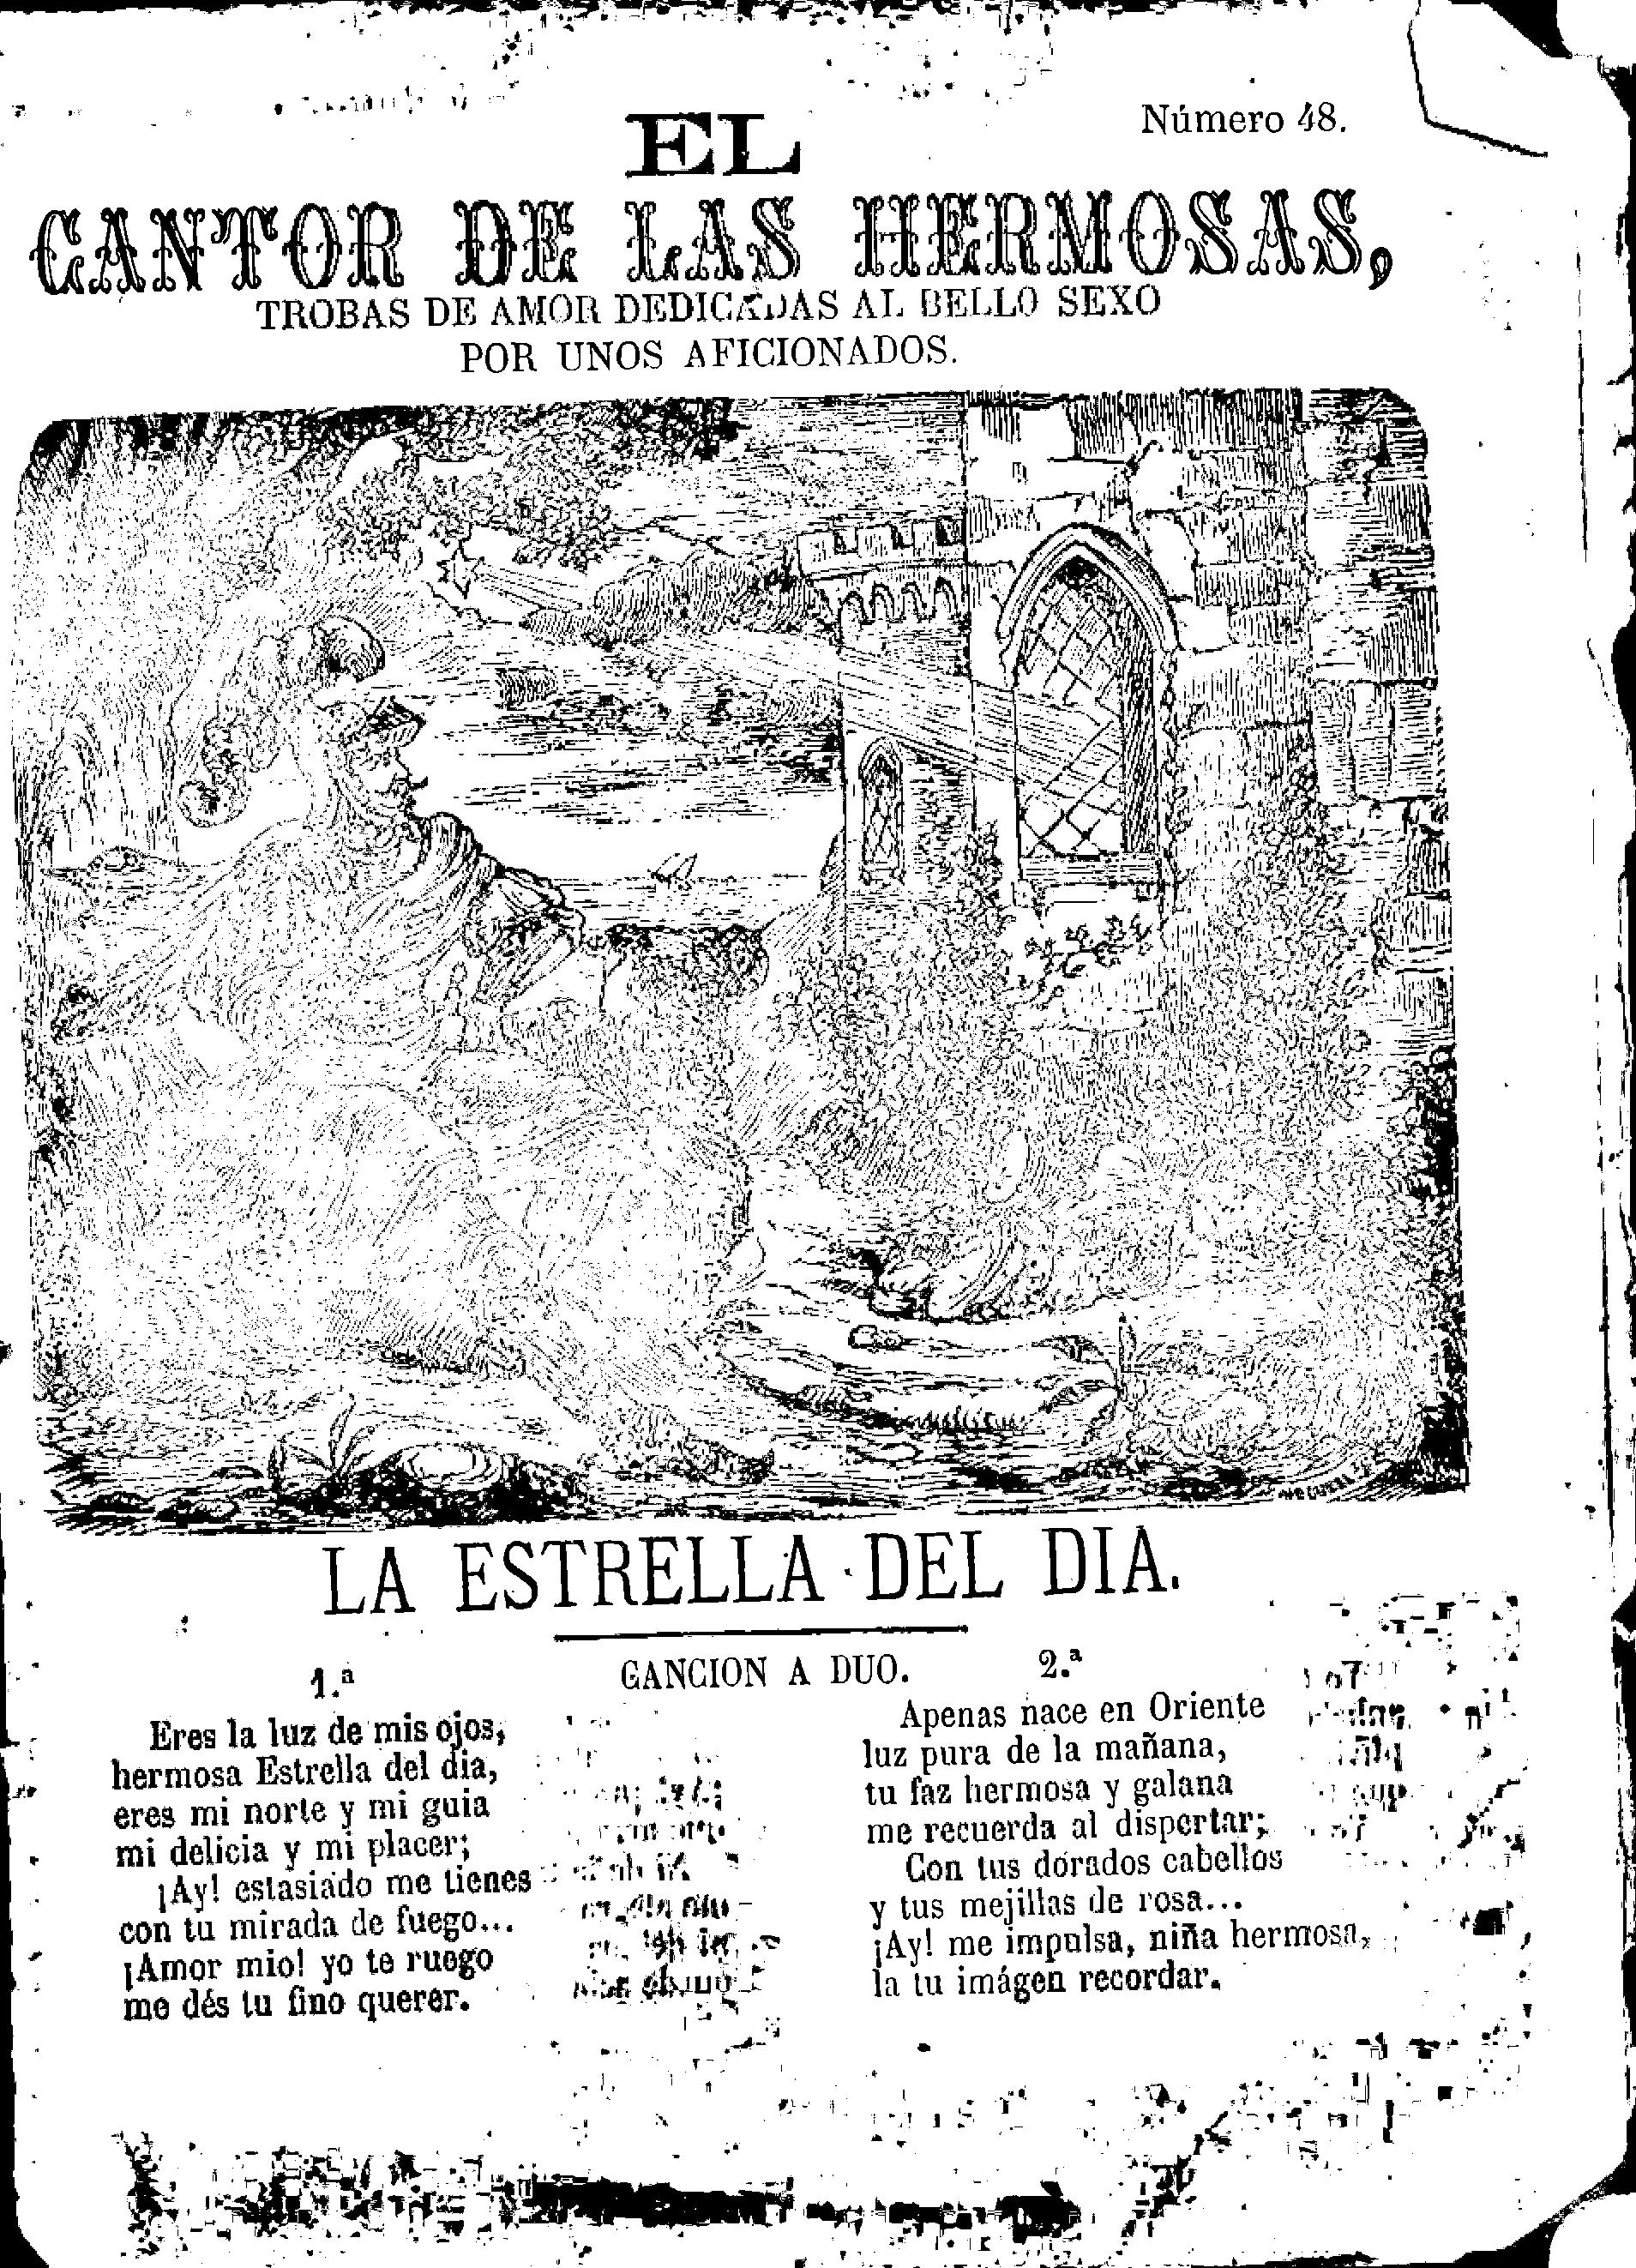 Número 48.
EL
CANTOR DE LAS HERMOSAS,
TROBAS DE AMOR DEDICADAS AL BELLO SEXO
POR UNOS AFICIONADOS.
LA ESTRELLA DEL DIA.
CANCION A DUO.
1.ª
Eres la luz de mis ojos,
hermosa Estrella del dia,
eres mi norte y mi guia
mi delicia y mi placer;
¡Ay! estasiado me tienes
con tu mirada de fuego...
¡Amor mio! yo te ruego
me dés tu fino querer.
2.ª
Apenas nace en Oriente
luz pura de la mañana,
tu faz hermosa y galana
me recuerda al dispertar;
Con tus dorados cabellos
y tus mejillas de rosa...
¡Ay! me impulsa, niña hermosa,
la tu imágen recordar.